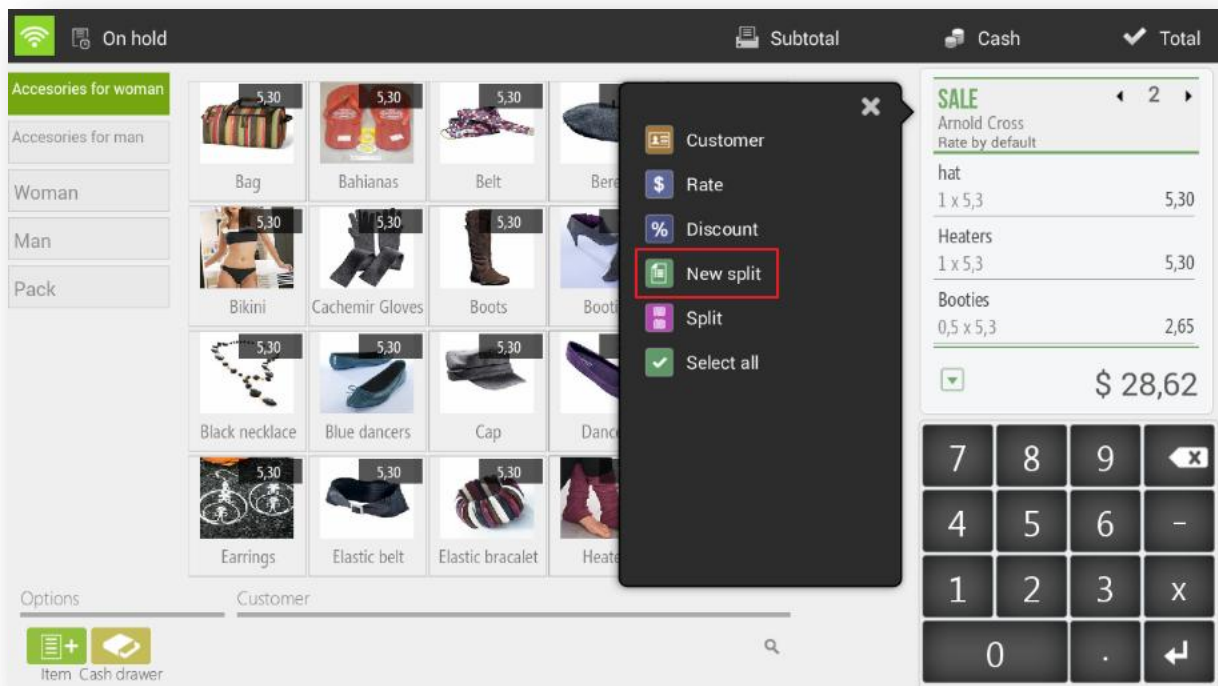 On hold
Subtotal
Cash
Total
Accesories for woman
Accesories for man
Woman
Man
Pack
5,30
5,30
5,30
Bag
Bahianas
Belt
5,30
5,30
5,30
Bikini
Cachemir Gloves
Boots
5,30
5,30
5,30
Black necklace
Blue dancers
Cap
5,30
5,30
5,30
Earrings
Elastic belt
Elastic bracalet
Customer
$ Rate
% Discount
New split
Split
Select all
SALE
2
Arnold Cross
Rate by default
hat
1 x 5,3 5,30
Heaters
1 x 5,3 5,30
Booties
0,5 x 5,3 2,65
$ 28,62
7 8 9 x
4 5 6 -
1 2 3 X
0 .
Options
Customer
Item
Cash drawer